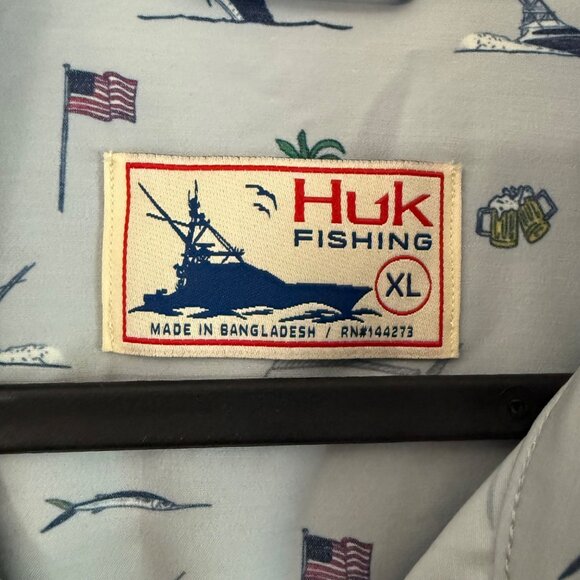 Huk
FISHING
XL
MADE IN BANGLADESH / RN#144273